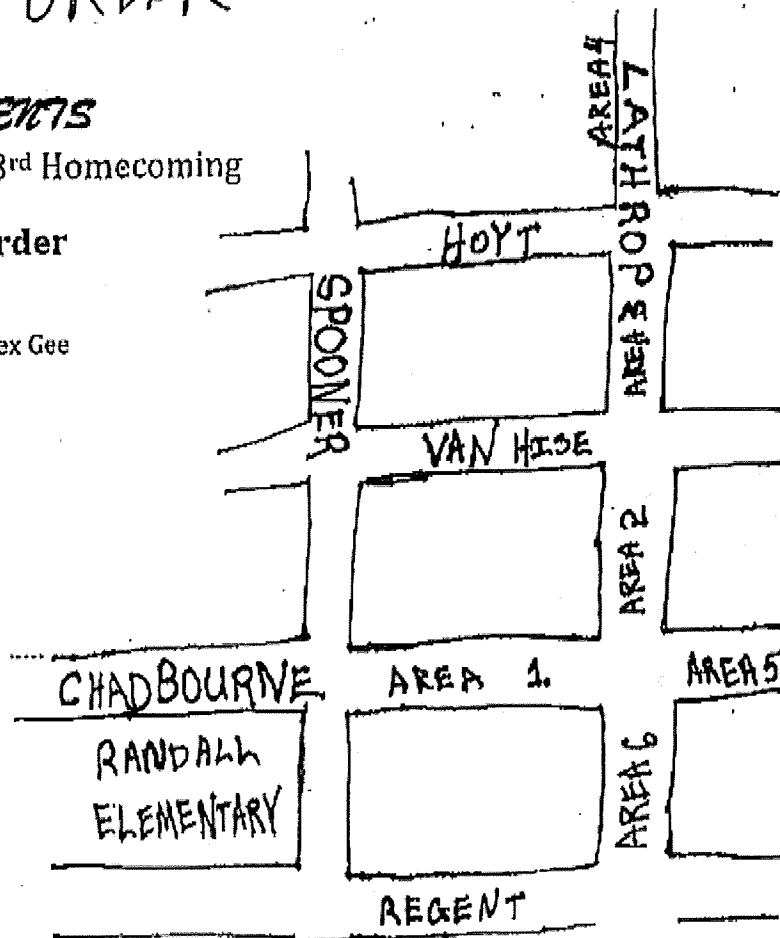 ORDER
ENTS
3rd Homecoming
rder
ex Gee
AREA 4
LATHROP
HOYT
AREA 3
SPOONER
VAN HISE
AREA 2
CHADBOURNE
AREA 1.
AREA 5
RANDALL
ELEMENTARY
AREA 6
REGENT